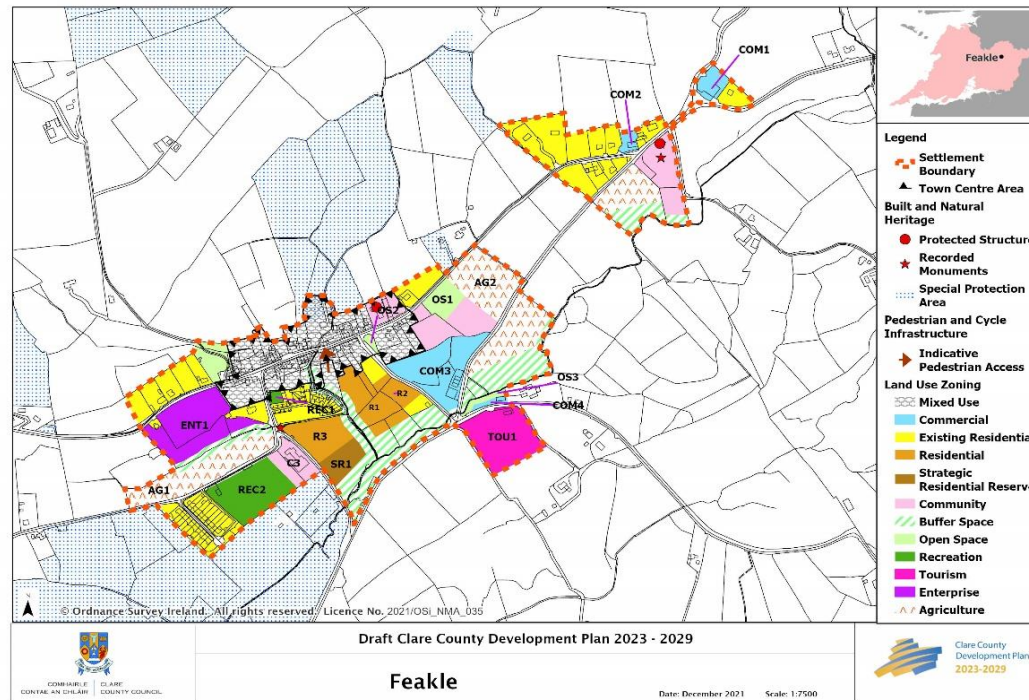 COM1
COM2
AG2
OS1
OS2
COM3
OS3
COM4
REC1
R1
R2
ENT1
R3
TOU1
C3
SR1
AG1
REC2
© Ordnance Survey Ireland. All rights reserved. Licence No. 2021/OSi_NMA_035
N
Feakle
Legend
Settlement
Boundary
Town Centre Area
Built and Natural
Heritage
Protected Structure
Recorded
Monuments
Special Protection
Area
Pedestrian and Cycle
Infrastructure
Indicative
Pedestrian Access
Land Use Zoning
Mixed Use
Commercial
Existing Residential
Residential
Strategic
Residential Reserve
Community
Buffer Space
Open Space
Recreation
Tourism
Enterprise
Agriculture
COMHAIRLE CLARE
CONTAE AN CHLÁIR COUNTY COUNCIL
Draft Clare County Development Plan 2023 - 2029
Feakle
Date: December 2021 Scale: 1:7500
Clare County
Development Plan
2023-2029